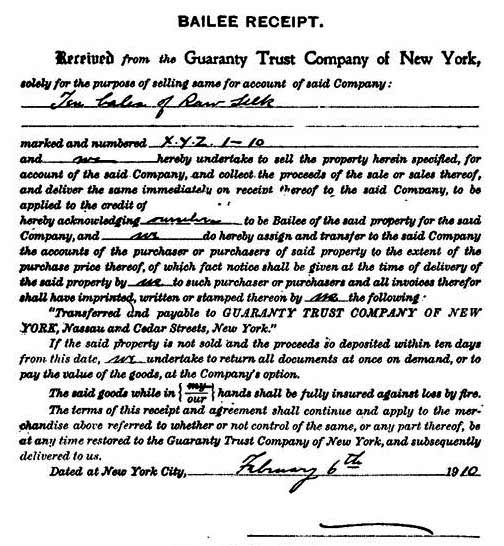 BAILEE RECEIPT.
Received from the Guaranty Trust Company of New York,
solely for the purpose of selling same for account of said Company:
Ten bales of Raw Silk
marked and numbered X.Y.Z. 1-10
and we hereby undertake to sell the property herein specified, for
account of the said Company, and collect the proceeds of the sale or sales thereof,
and deliver the same immediately on receipt thereof to the said Company, to be
applied to the credit of
hereby acknowledging ourselves to be Bailee of the said property for the said
Company, and we do hereby assign and transfer to the said Company
the accounts of the purchaser or purchasers of said property to the extent of the
purchase price thereof, of which fact notice shall be given at the time of delivery of
the said property by us to such purchaser or purchasers and all invoices therefor
shall have imprinted, written or stamped thereon by us the following:
"Transferred and payable to GUARANTY TRUST COMPANY OF NEW
YORK, Nassau and Cedar Streets, New York."
If the said property is not sold and the proceeds so deposited within ten days
from this date, we undertake to return all documents at once on demand, or to
pay the value of the goods, at the Company's option.
The said goods while in {my/our} hands shall be fully insured against loss by fire.
The terms of this receipt and agreement shall continue and apply to the mer-
chandise above referred to whether or not control of the same, or any part thereof, be
at any time restored to the Guaranty Trust Company of New York, and subsequently
delivered to us.
Dated at New York City, February 6th 1910